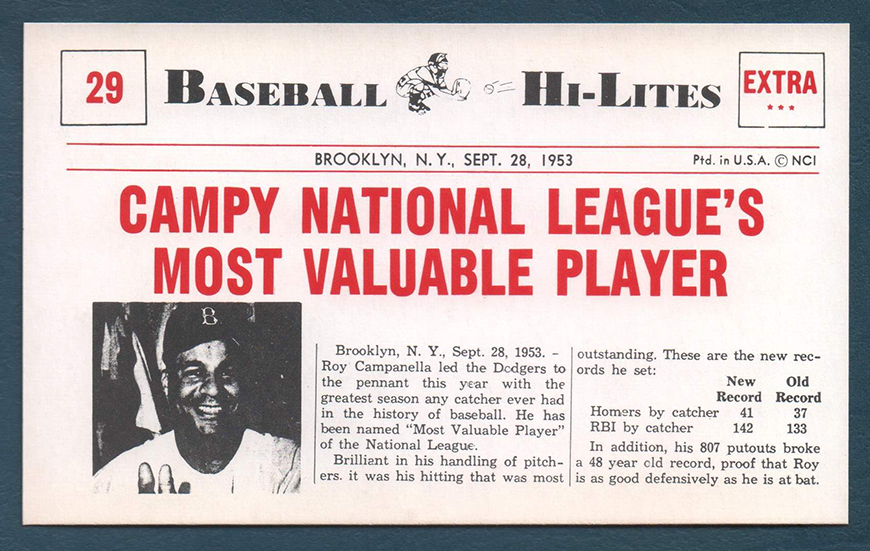 29
BASEBALL HI-LITES
EXTRA
***
BROOKLYN, N. Y., SEPT. 28, 1953
Ptd. in U.S.A. © NCI
CAMPY NATIONAL LEAGUE'S
MOST VALUABLE PLAYER
B
Brooklyn, N. Y., Sept. 28, 1953. –
Roy Campanella led the Dodgers to
the pennant this year with the
greatest season any catcher ever had
in the history of baseball. He has
been named "Most Valuable Player"
of the National League.
Brilliant in his handling of pitch-
ers. it was his hitting that was most
outstanding. These are the new rec-
ords he set:
New Old
Record Record
Homers by catcher 41 37
RBI by catcher 142 133
In addition, his 807 putouts broke
a 48 year old record, proof that Roy
is as good defensively as he is at bat.